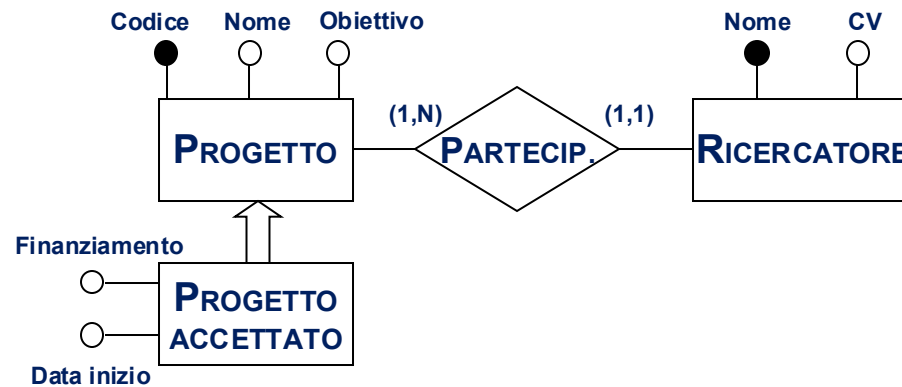 Codice Nome Obiettivo Nome CV
(1,N) (1,1)
PROGETTO PARTECIP. RICERCATORE
Finanziamento
PROGETTO
ACCETTATO
Data inizio